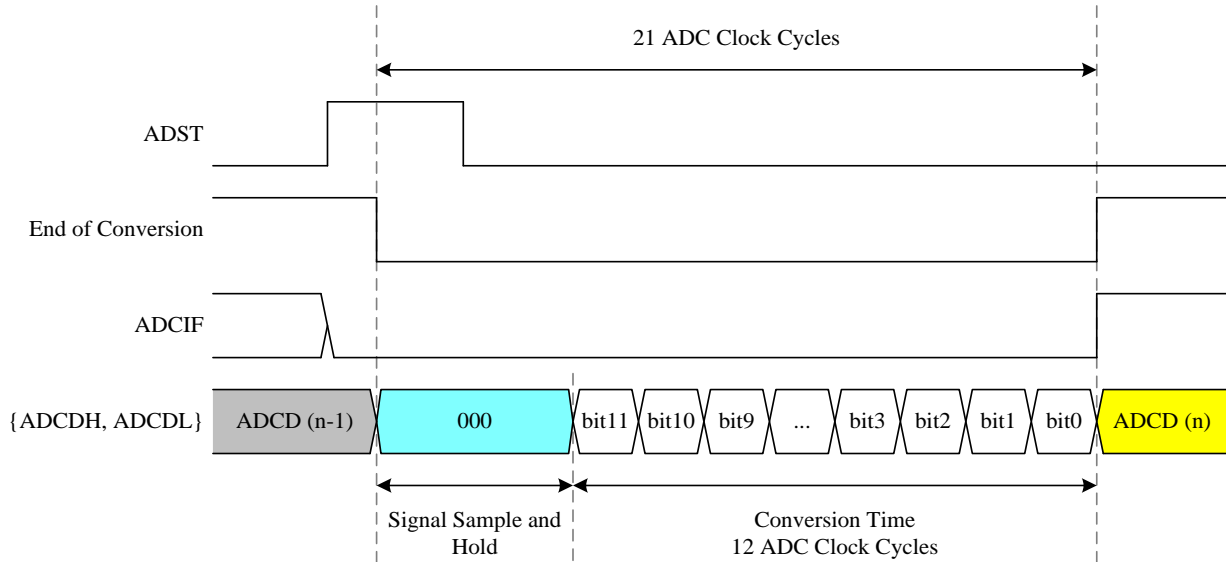 21 ADC Clock Cycles
ADST
End of Conversion
ADCIF
{ADCDH, ADCDL}
ADCD (n-1)
000
bit11
bit10
bit9
...
bit3
bit2
bit1
bit0
ADCD (n)
Signal Sample and
Hold
Conversion Time
12 ADC Clock Cycles